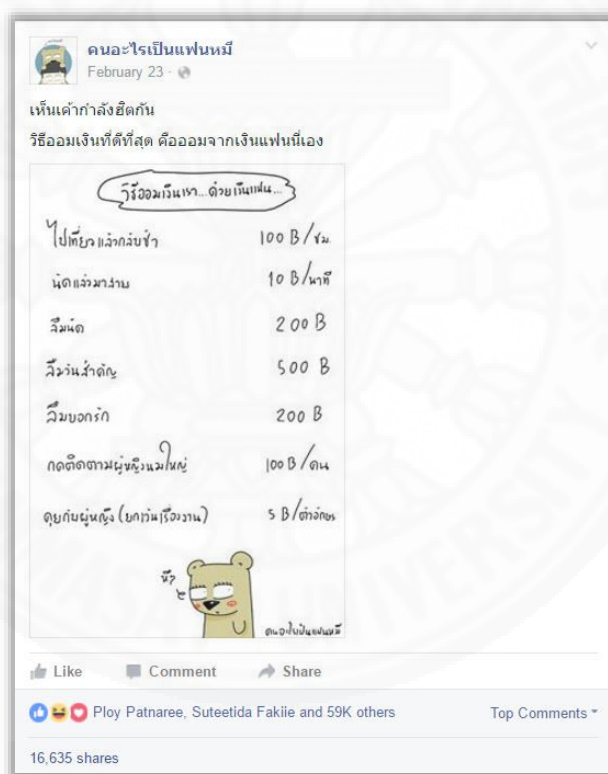 คนอะไรเป็นแฟนหมี
February 23
เห็นเค้ากำลังฮิตกัน
วิธีออมเงินที่ดีที่สุด คือออมจากเงินแฟนนี่เอง
วิธีออมเงินเรา...ด้วยเงินแฟน...
ไปเที่ยวแล้วกลับช้า 100 B/ชม.
นัดแล้วมาสาย 10 B/นาที
ลืมนัด 200 B
ลืมวันสำคัญ 500 B
ลืมบอกรัก 200 B
กดติดตามผู้หญิงนมใหญ่ 100 B/คน
คุยกับผู้หญิง (ยกเว้นเรื่องงาน) 5 B/ตัวอักษร
หึ?
คนอะไรเป็นแฟนหมี
Like Comment Share
Ploy Patnaree, Suteetida Fakiie and 59K others Top Comments
16,635 shares